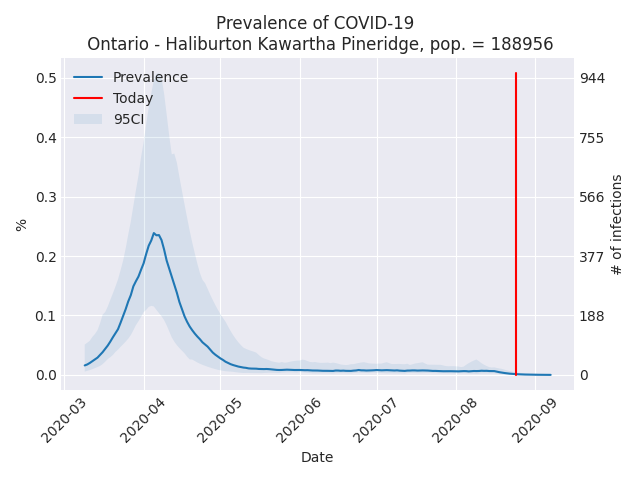 Prevalence of COVID-19
Ontario - Haliburton Kawartha Pineridge, pop. = 188956
Prevalence
Today
95CI
0.5
0.4
0.3
0.2
0.1
0.0
%
944
755
566
377
188
0
# of infections
2020-03
2020-04
2020-05
2020-06
2020-07
2020-08
2020-09
Date